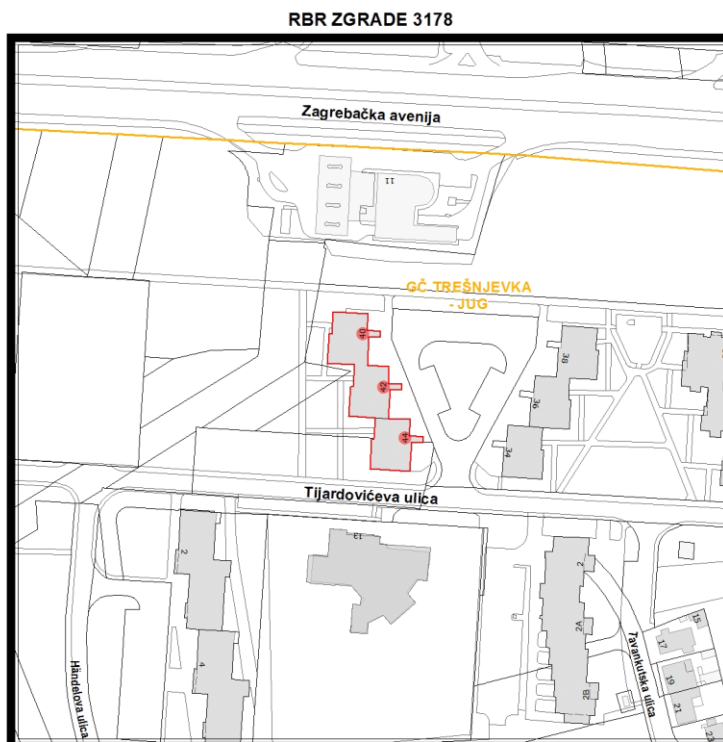 RBR ZGRADE 3178
Zagrebačka avenija
11
GČ TREŠNJEVKA
- JUG
40
38
42
36
44
34
Tijardovićeva ulica
13
2
2
15
17
2A
4
19
Händelova ulica
Tavankutska ulica
2B
21
23